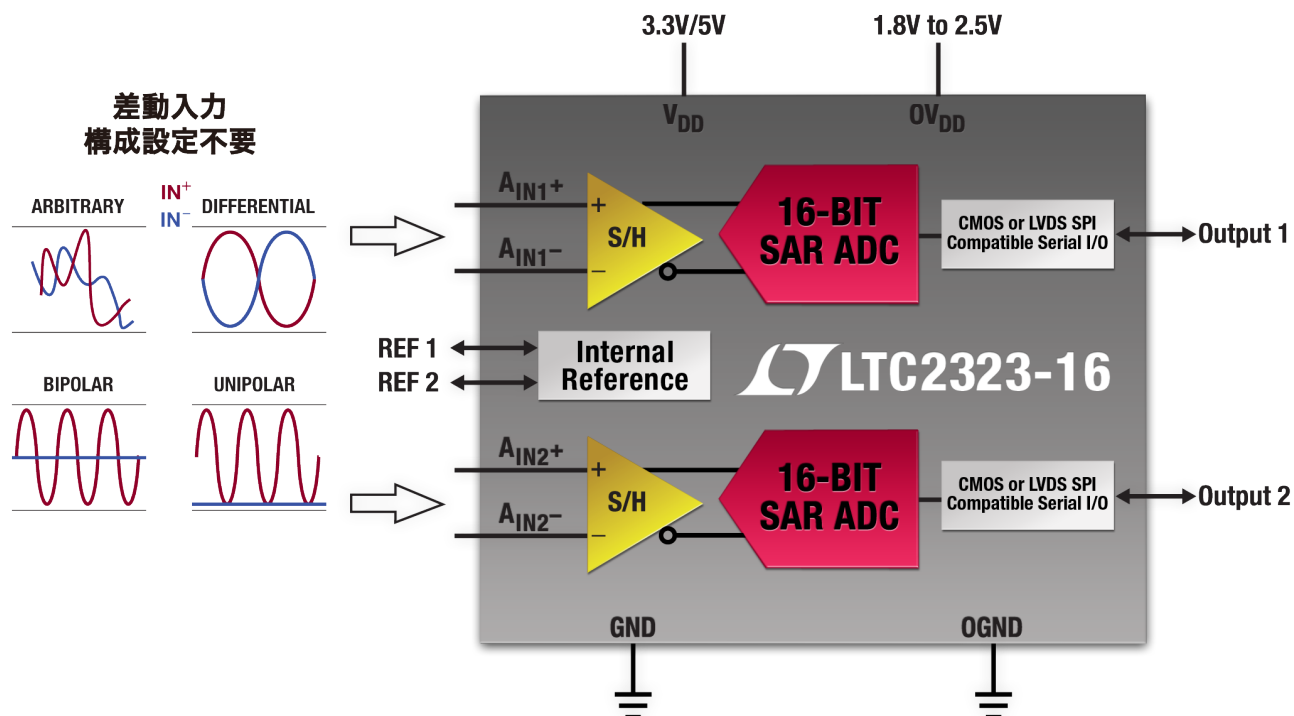 3.3V/5V
1.8V to 2.5V
差動入力
構成設定不要
IN+
IN−
ARBITRARY
DIFFERENTIAL
BIPOLAR
UNIPOLAR
VDD
OVDD
AIN1+
AIN1−
+
S/H
−
16-BIT
SAR ADC
CMOS or LVDS SPI
Compatible Serial I/O
Output 1
REF 1
REF 2
Internal
Reference
LTC2323-16
AIN2+
AIN2−
+
S/H
−
16-BIT
SAR ADC
CMOS or LVDS SPI
Compatible Serial I/O
Output 2
GND
OGND